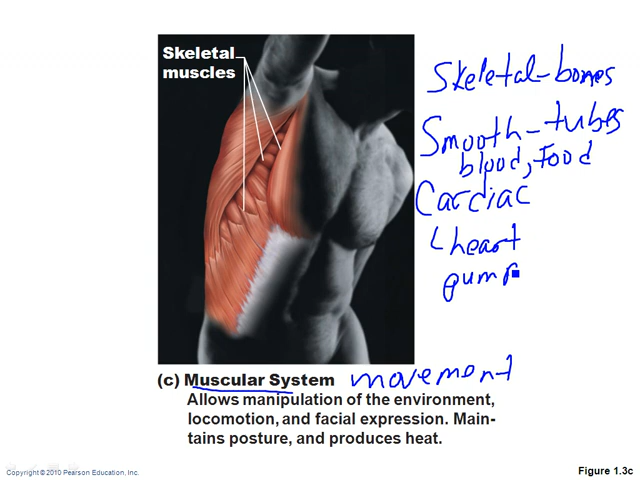 Skeletal
muscles
Skeletal-bones
Smooth-tubes
blood, Food
Cardiac
heart
pump
(c) Muscular System movement
Allows manipulation of the environment,
locomotion, and facial expression. Main-
tains posture, and produces heat.
Copyright © 2010 Pearson Education, Inc.
Figure 1.3c